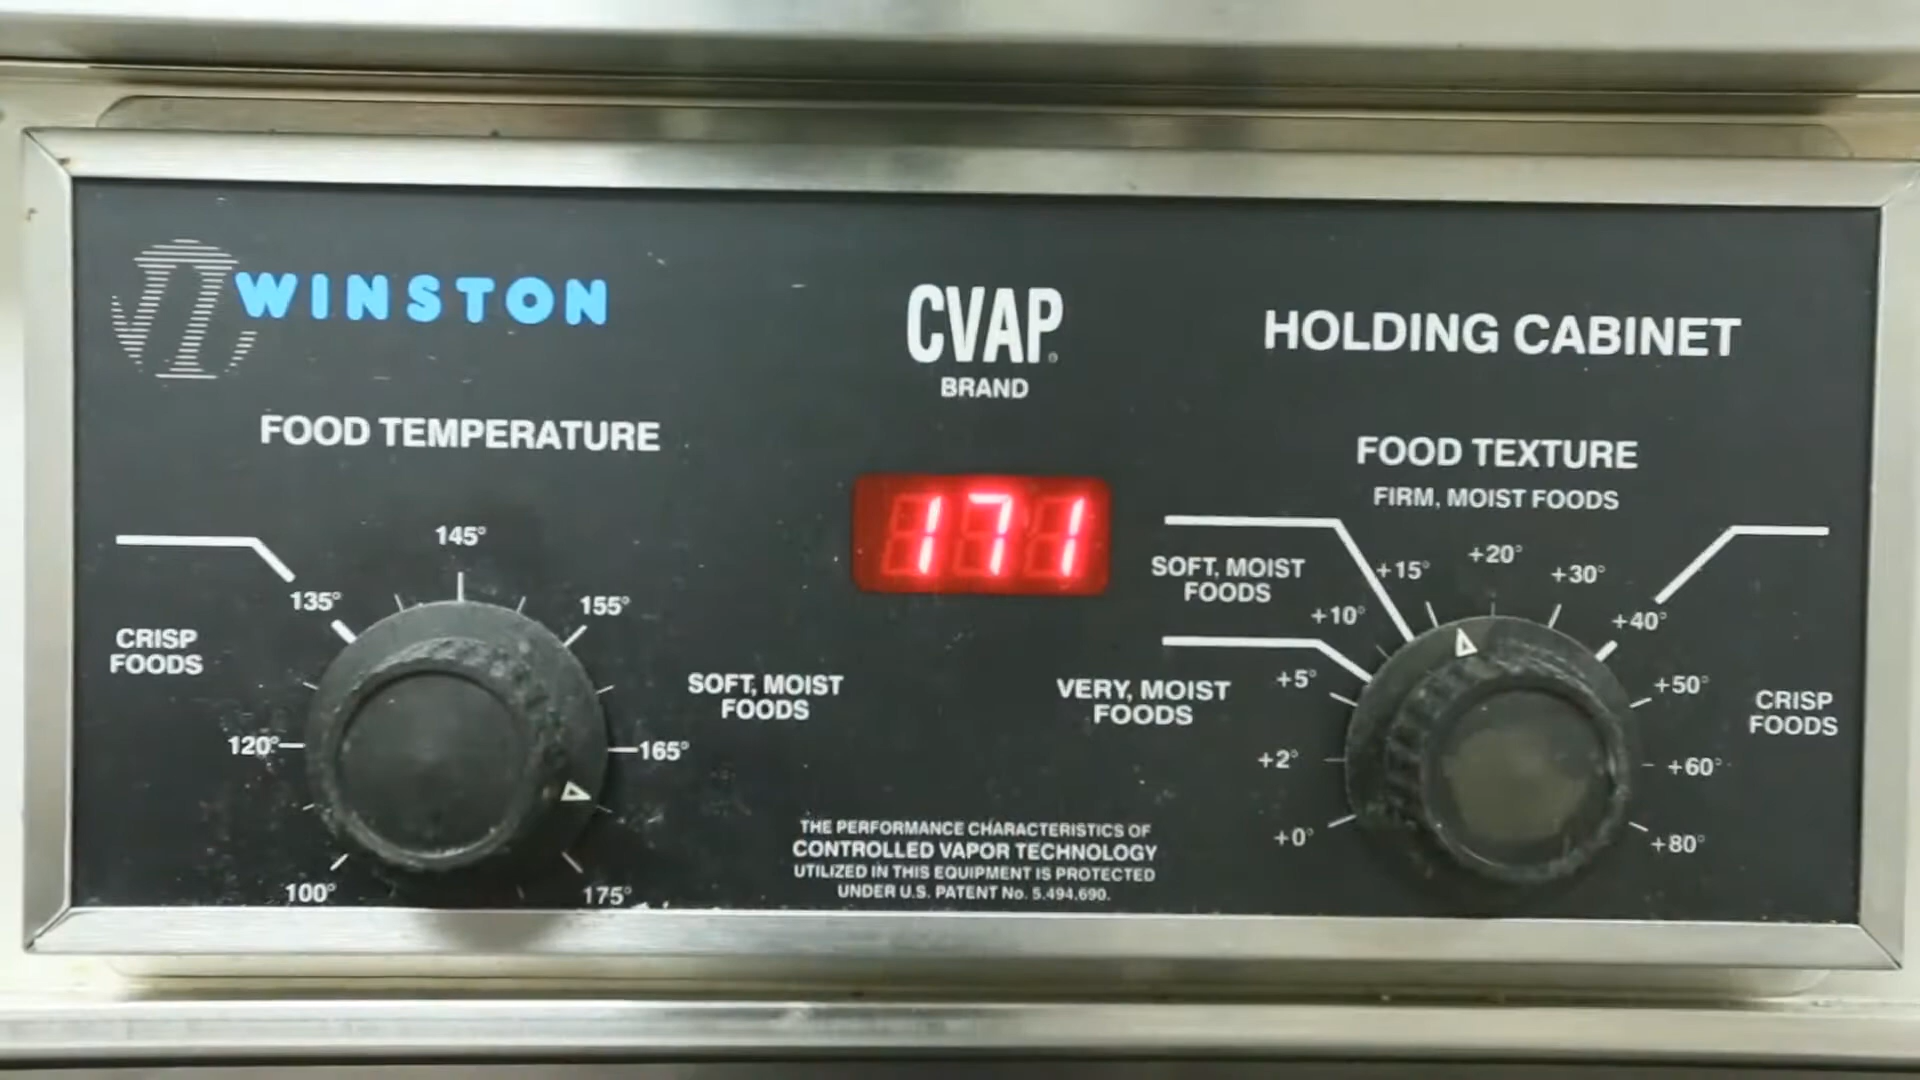 WINSTON
CVAP
BRAND
HOLDING CABINET
FOOD TEMPERATURE
145°
135°
155°
CRISP
FOODS
SOFT, MOIST
FOODS
120°
165°
100°
175°
171
FOOD TEXTURE
FIRM, MOIST FOODS
SOFT, MOIST
FOODS
+15°
+20°
+30°
+10°
+40°
VERY, MOIST
FOODS
+5°
+50°
CRISP
FOODS
+2°
+60°
+0°
+80°
THE PERFORMANCE CHARACTERISTICS OF
CONTROLLED VAPOR TECHNOLOGY
UTILIZED IN THIS EQUIPMENT IS PROTECTED
UNDER U.S. PATENT No. 5,494,690.